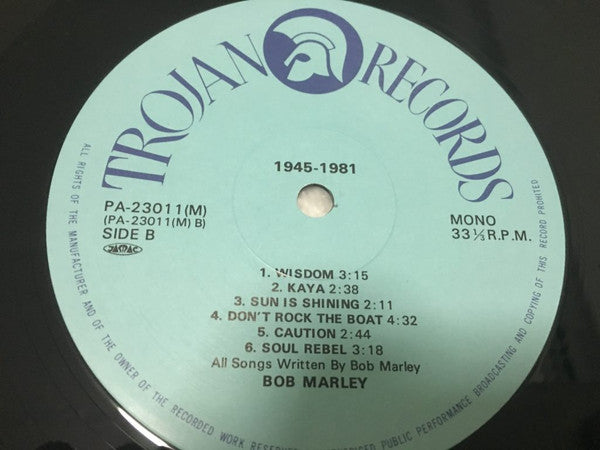 TROJAN RECORDS
1945-1981
PA-23011(M)
(PA-23011(M) B)
SIDE B
JASRAC
MONO
33⅓ R.P.M.
1. WISDOM 3:15
2. KAYA 2:38
3. SUN IS SHINING 2:11
4. DON'T ROCK THE BOAT 4:32
5. CAUTION 2:44
6. SOUL REBEL 3:18
All Songs Written By Bob Marley
BOB MARLEY
ALL RIGHTS OF THE MANUFACTURER AND OF THE OWNER OF THE RECORDED WORK PUBLIC PERFORMANCE BROADCASTING AND COPYING OF THIS RECORD PROHIBITED